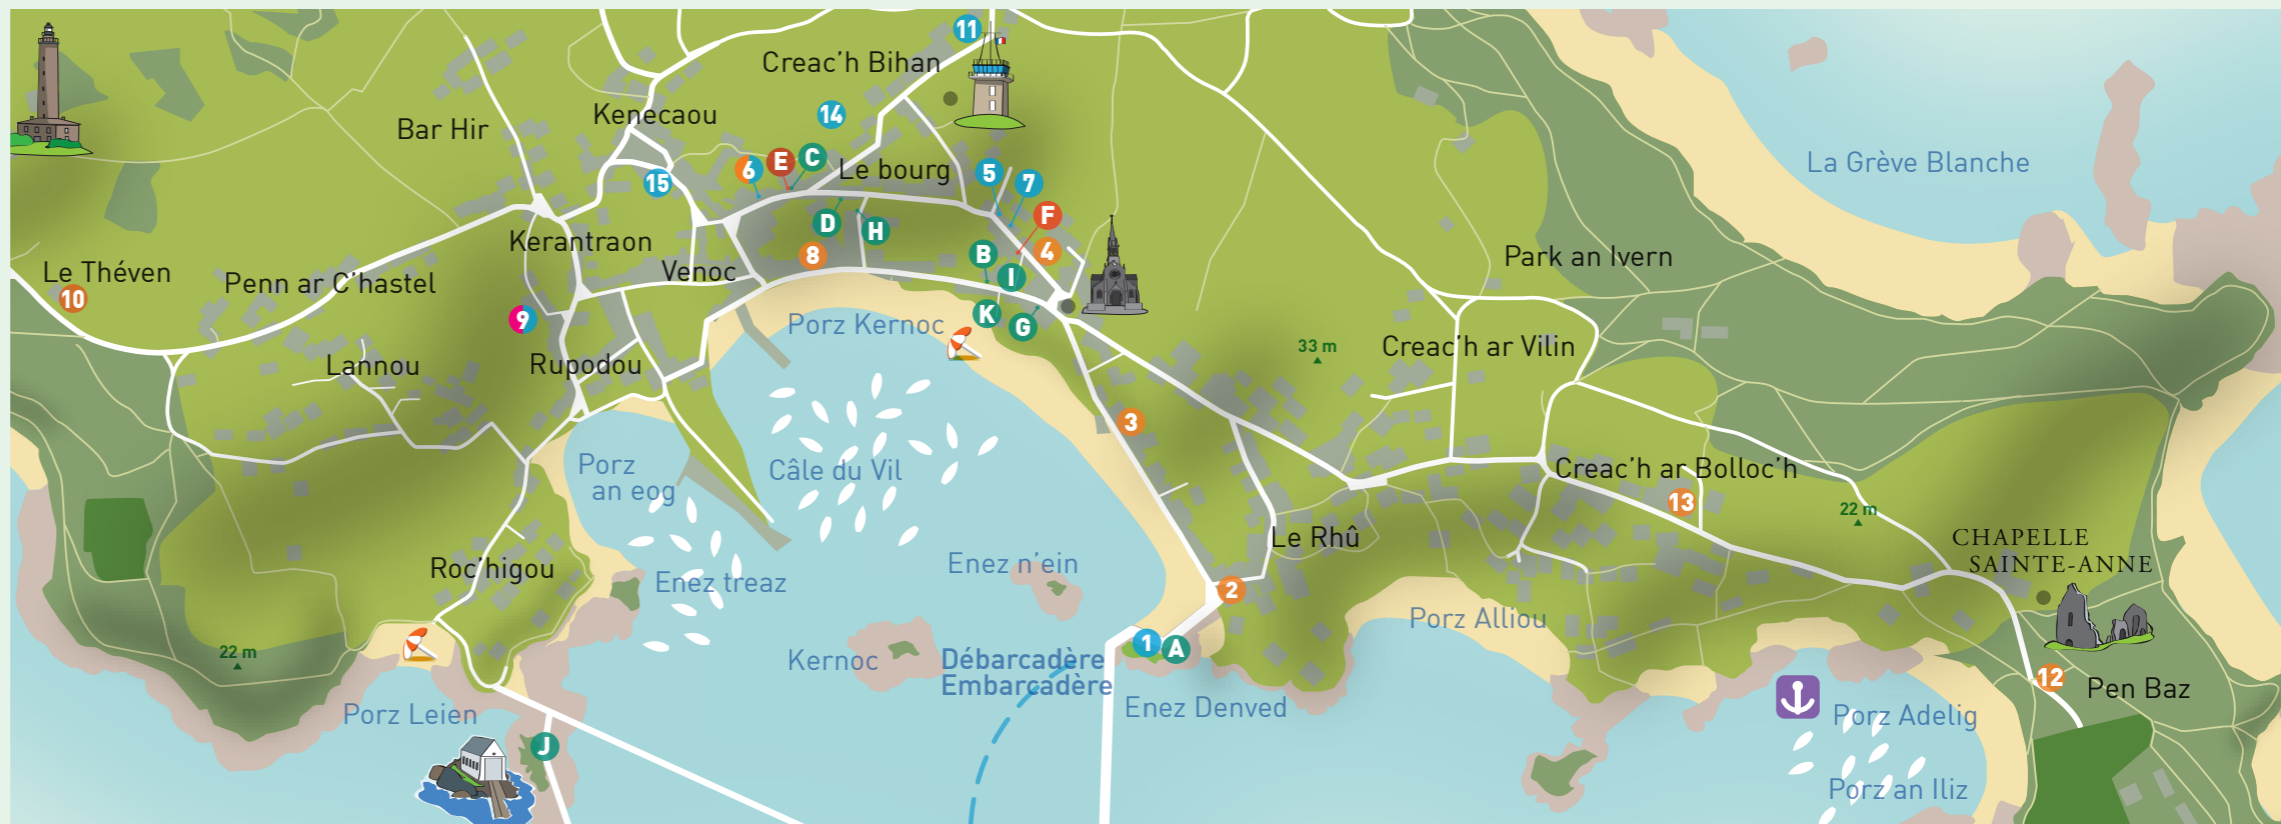 11
Creac'h Bihan
Kenecaou
14
Bar Hir
La Grève Blanche
E
C
6
Le bourg
5
7
15
F
D
H
Kerantraon
8
B
4
Park an Ivern
Le Théven
Venoc
I
10
Penn ar C'hastel
9
Porz Kernoc
K
G
33 m
Creac'h ar Vilin
Lannou
Rupodou
3
Porz
an eog
Câle du Vil
Creac'h ar Bolloc'h
13
22 m
Le Rhû
CHAPELLE
SAINTE-ANNE
Roc'higou
Enez treaz
Enez n'ein
2
Porz Alliou
22 m
Kernoc
Débarcadère
Embarcadère
1
A
12
Pen Baz
Porz Leien
Enez Denved
Porz Adelig
J
Porz an Iliz